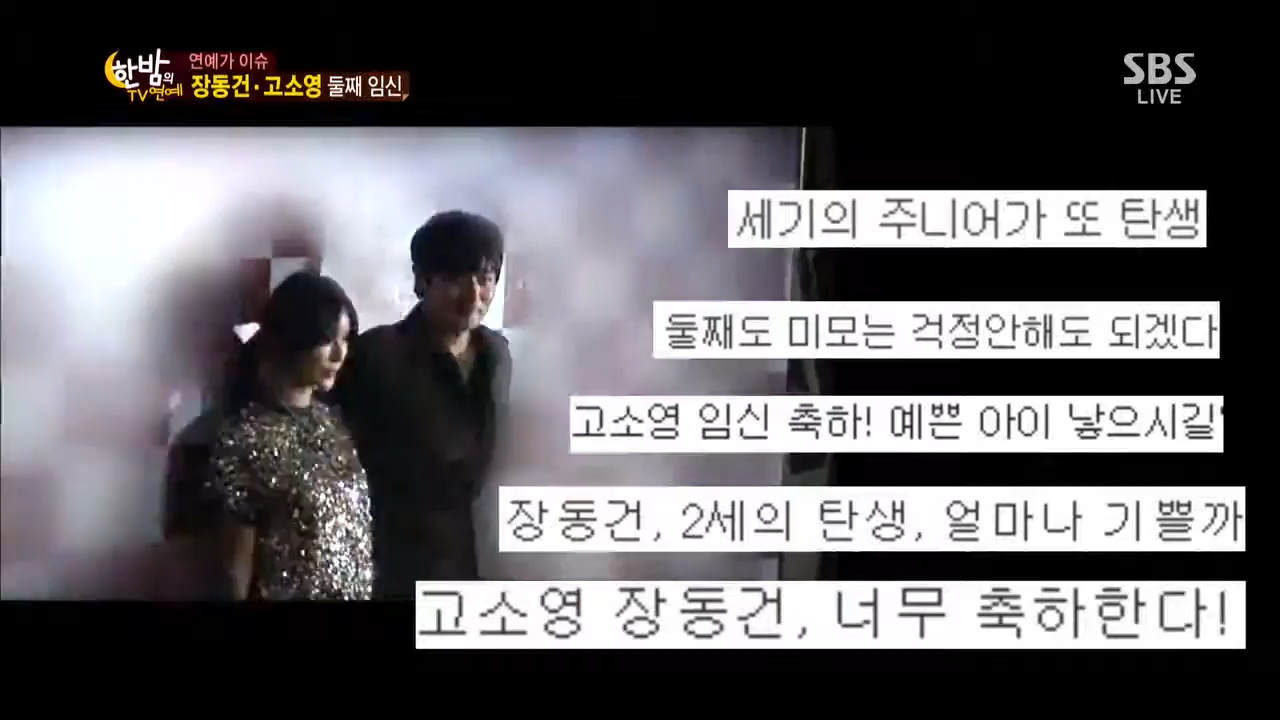 한밤의
TV연예
연예가 이슈
장동건·고소영 둘째 임신
SBS
LIVE
세기의 주니어가 또 탄생
둘째도 미모는 걱정안해도 되겠다
고소영 임신 축하! 예쁜 아이 낳으시길'
장동건, 2세의 탄생, 얼마나 기쁠까
고소영 장동건, 너무 축하한다!